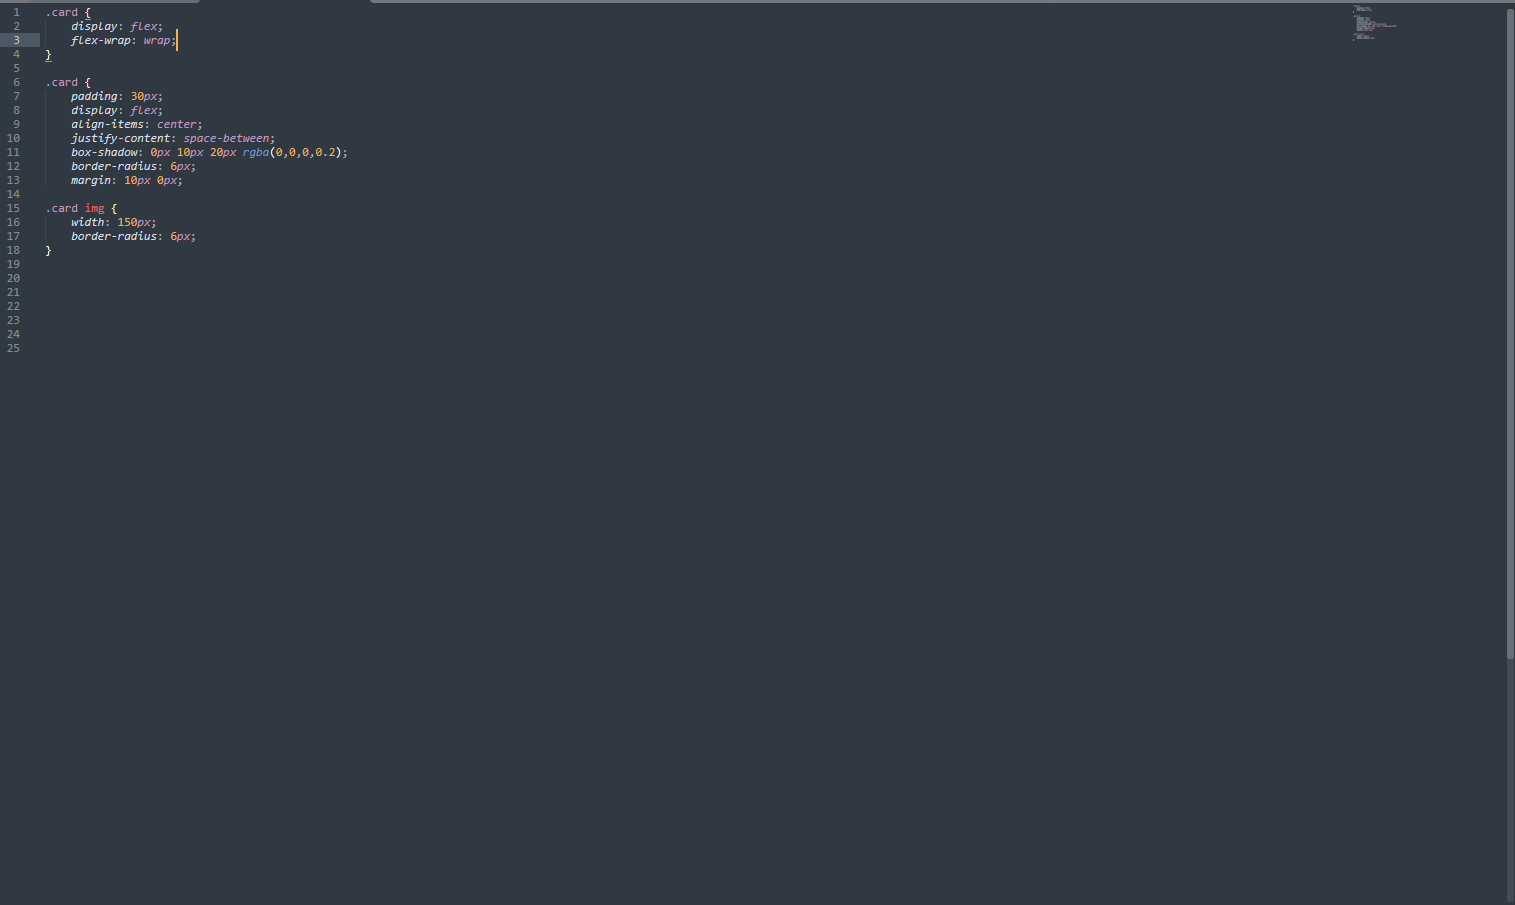 1 .card {
2 display: flex;
3 flex-wrap: wrap;
4 }
5
6 .card {
7 padding: 30px;
8 display: flex;
9 align-items: center;
10 justify-content: space-between;
11 box-shadow: 0px 10px 20px rgba(0,0,0,0.2);
12 border-radius: 6px;
13 margin: 10px 0px;
14
15 .card img {
16 width: 150px;
17 border-radius: 6px;
18 }
19
20
21
22
23
24
25